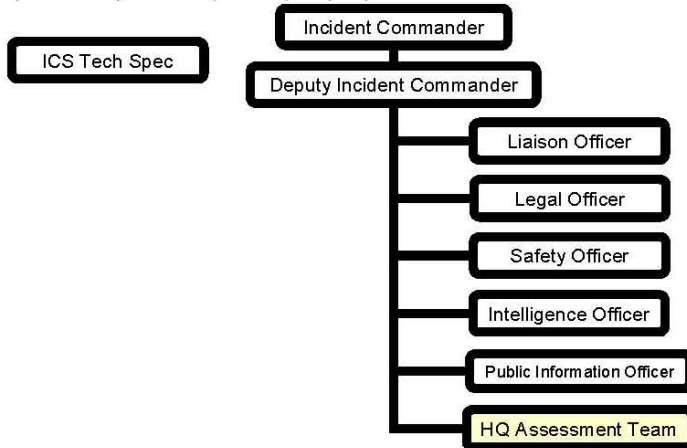 Incident Commander
ICS Tech Spec
Deputy Incident Commander
Liaison Officer
Legal Officer
Safety Officer
Intelligence Officer
Public Information Officer
HQ Assessment Team